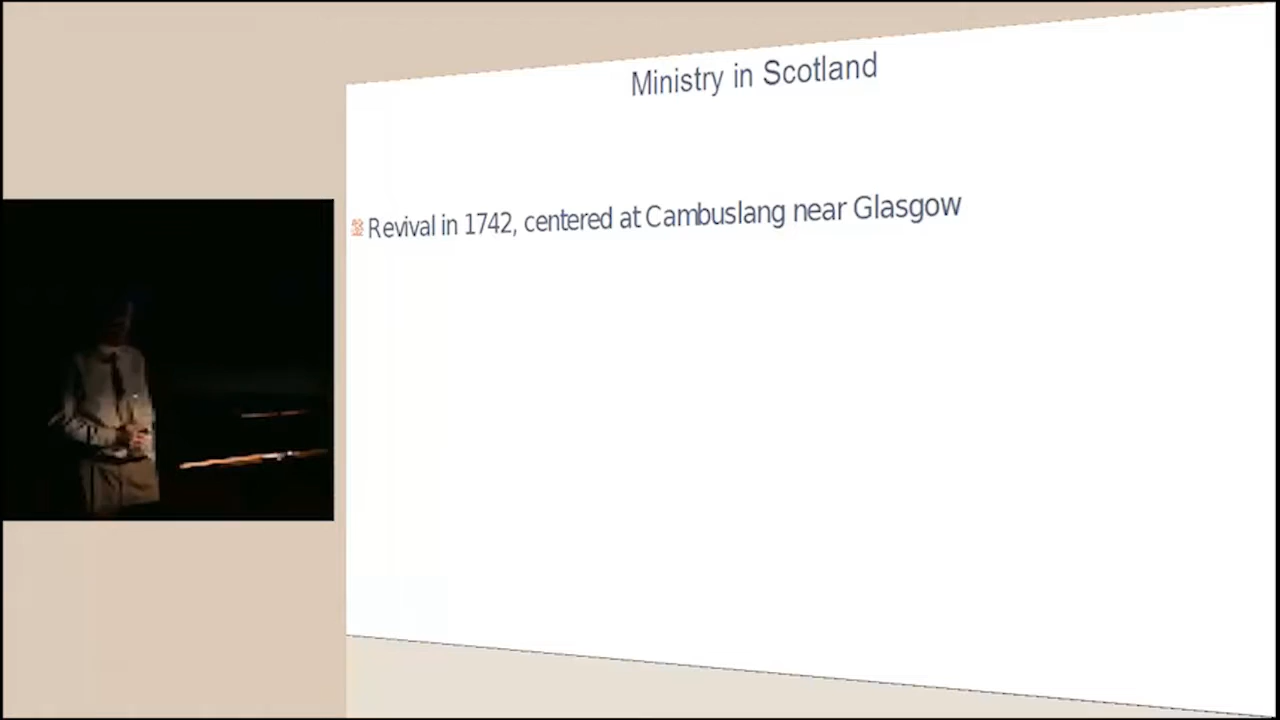 Ministry in Scotland
Revival in 1742, centered at Cambuslang near Glasgow